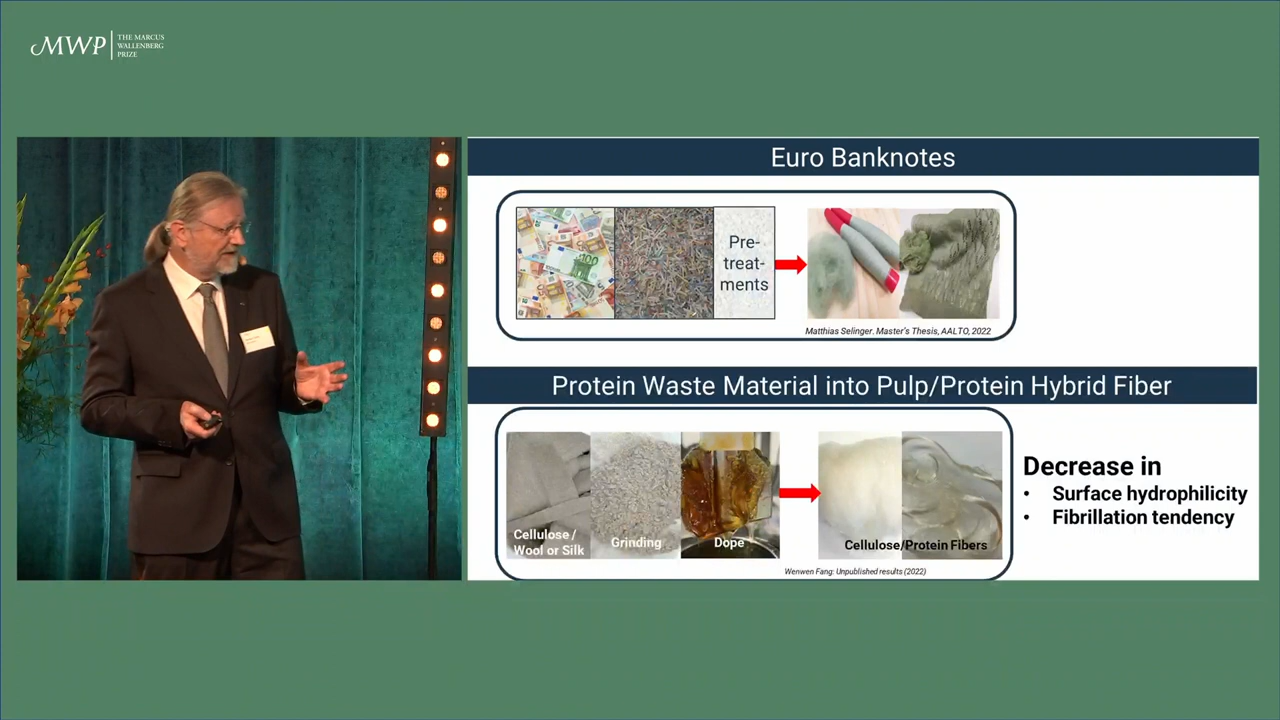 MWP
THE MARCUS
WALLENBERG
PRIZE
Euro Banknotes
Pre-
treat-
ments
Matthias Selinger. Master's Thesis, AALTO, 2022
Protein Waste Material into Pulp/Protein Hybrid Fiber
Cellulose /
Wool or Silk
Grinding
Dope
Cellulose/Protein Fibers
Wenwen Fang: Unpublished results (2022)
Decrease in
• Surface hydrophilicity
• Fibrillation tendency